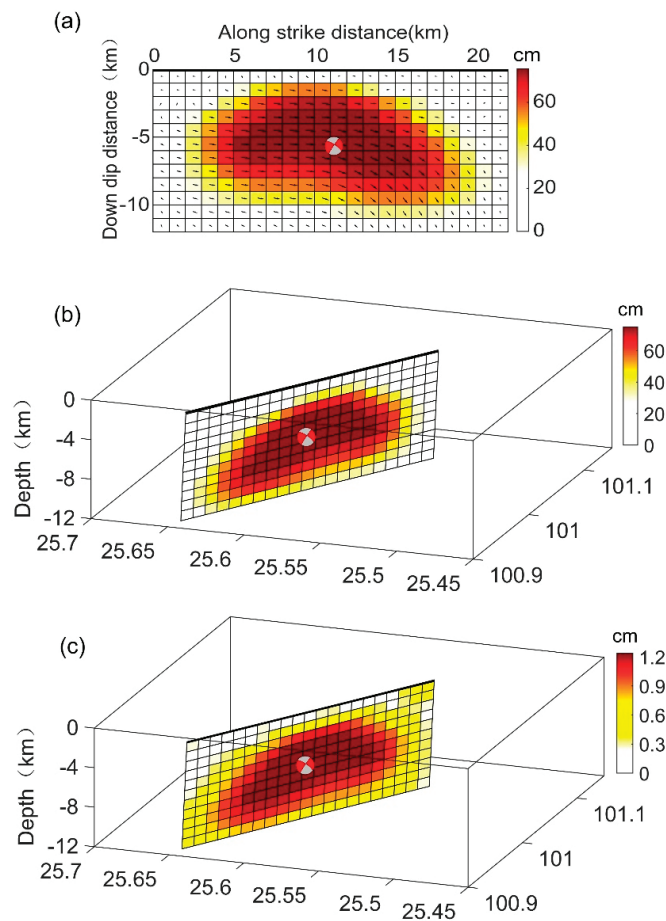 (a)
Along strike distance(km)
0 5 10 15 20
cm
Down dip distance（km）
0
-5
-10
60
40
20
0
(b)
cm
Depth（km）
0
-4
-8
-12
60
40
20
0
25.7 25.65 25.6 25.55 25.5 25.45
100.9 101 101.1
(c)
cm
Depth（km）
0
-4
-8
-12
1.2
0.9
0.6
0.3
0
25.7 25.65 25.6 25.55 25.5 25.45
100.9 101 101.1